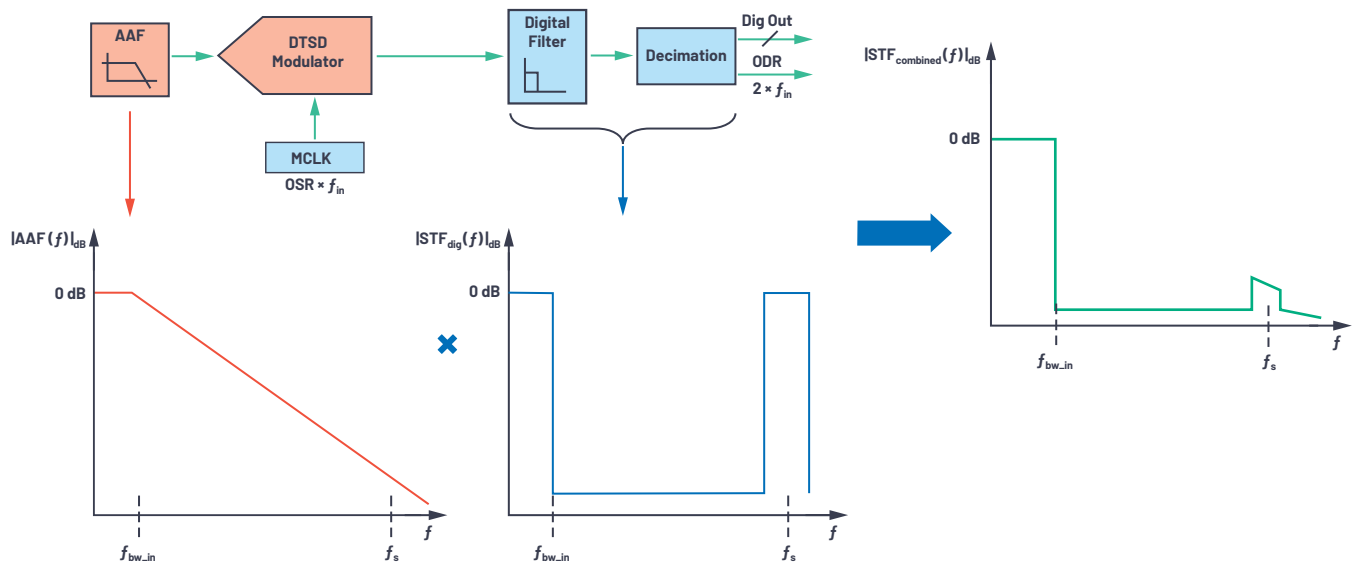 AAF
DTSD
Modulator
MCLK
OSR × fin
Digital
Filter
Decimation
Dig Out
ODR
2 × fin
|AAF(f)|dB
0 dB
fbw_in
fs
f
|STFdig(f)|dB
0 dB
fbw_in
fs
f
|STFcombined(f)|dB
0 dB
fbw_in
fs
f